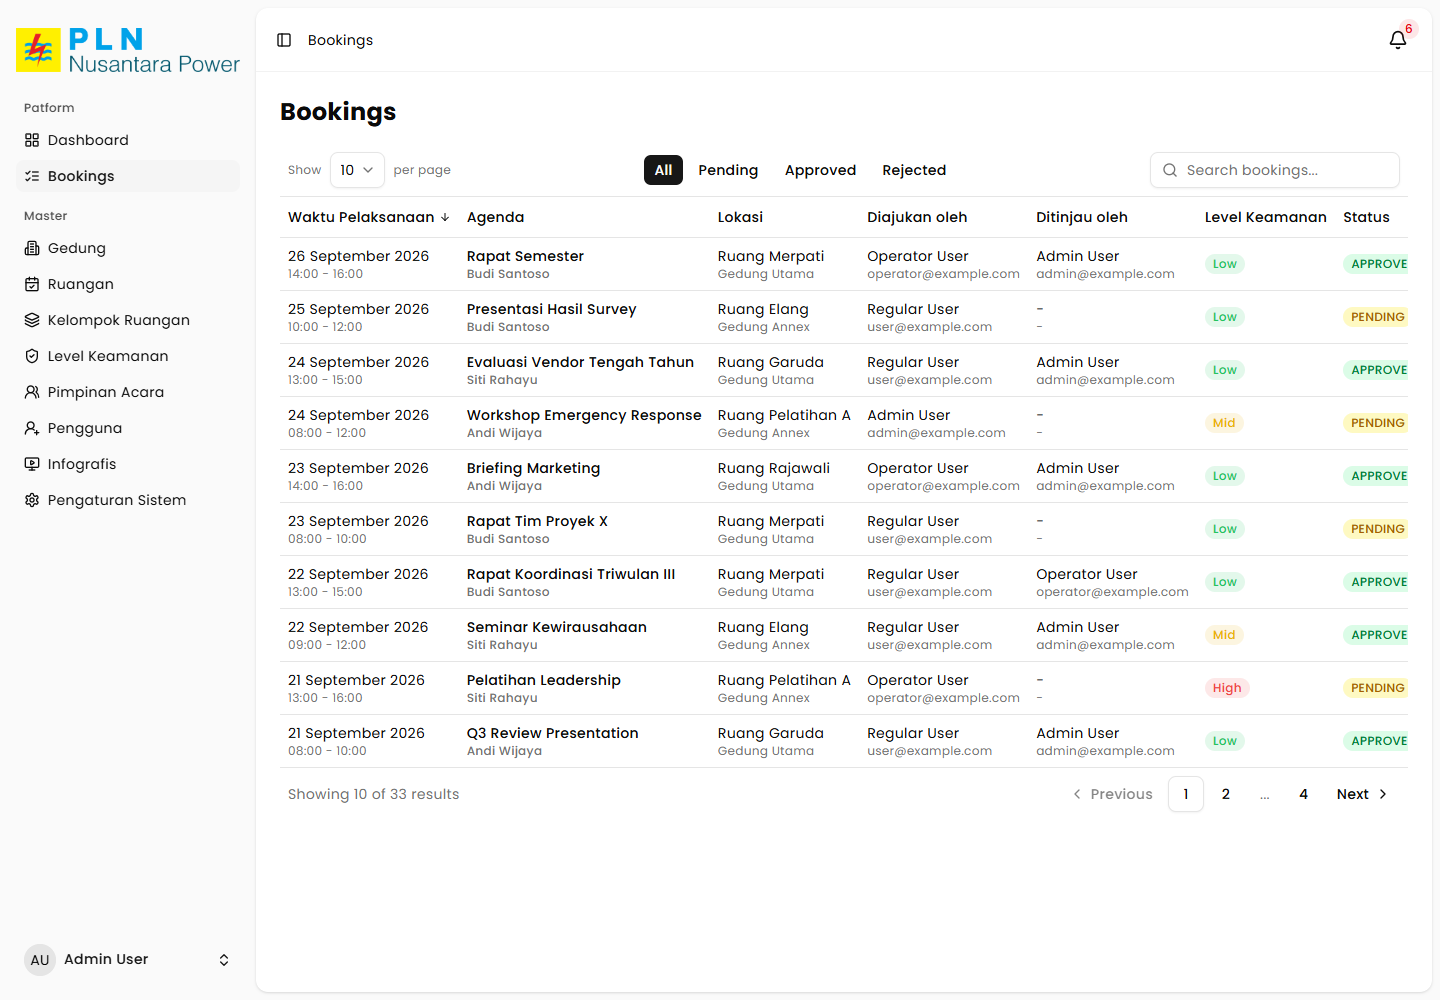 PLN
Nusantara Power
Patform
Dashboard
Bookings
Master
Gedung
Ruangan
Kelompok Ruangan
Level Keamanan
Pimpinan Acara
Pengguna
Infografis
Pengaturan Sistem
AU Admin User
Bookings
6
Bookings
Show 10 per page
All Pending Approved Rejected
Search bookings...
Waktu Pelaksanaan Agenda Lokasi Diajukan oleh Ditinjau oleh Level Keamanan Status
26 September 2026 Rapat Semester Ruang Merpati Operator User Admin User Low APPROVE
14:00 - 16:00 Budi Santoso Gedung Utama operator@example.com admin@example.com
25 September 2026 Presentasi Hasil Survey Ruang Elang Regular User - Low PENDING
10:00 - 12:00 Budi Santoso Gedung Annex user@example.com -
24 September 2026 Evaluasi Vendor Tengah Tahun Ruang Garuda Regular User Admin User Low APPROVE
13:00 - 15:00 Siti Rahayu Gedung Utama user@example.com admin@example.com
24 September 2026 Workshop Emergency Response Ruang Pelatihan A Admin User - Mid PENDING
08:00 - 12:00 Andi Wijaya Gedung Annex admin@example.com -
23 September 2026 Briefing Marketing Ruang Rajawali Operator User Admin User Low APPROVE
14:00 - 16:00 Andi Wijaya Gedung Utama operator@example.com admin@example.com
23 September 2026 Rapat Tim Proyek X Ruang Merpati Regular User - Low PENDING
08:00 - 10:00 Budi Santoso Gedung Utama user@example.com -
22 September 2026 Rapat Koordinasi Triwulan III Ruang Merpati Regular User Operator User Low APPROVE
13:00 - 15:00 Budi Santoso Gedung Utama user@example.com operator@example.com
22 September 2026 Seminar Kewirausahaan Ruang Elang Regular User Admin User Mid APPROVE
09:00 - 12:00 Siti Rahayu Gedung Annex user@example.com admin@example.com
21 September 2026 Pelatihan Leadership Ruang Pelatihan A Operator User - High PENDING
13:00 - 16:00 Siti Rahayu Gedung Annex operator@example.com -
21 September 2026 Q3 Review Presentation Ruang Garuda Regular User Admin User Low APPROVE
08:00 - 10:00 Andi Wijaya Gedung Utama user@example.com admin@example.com
Showing 10 of 33 results
Previous 1 2 ... 4 Next